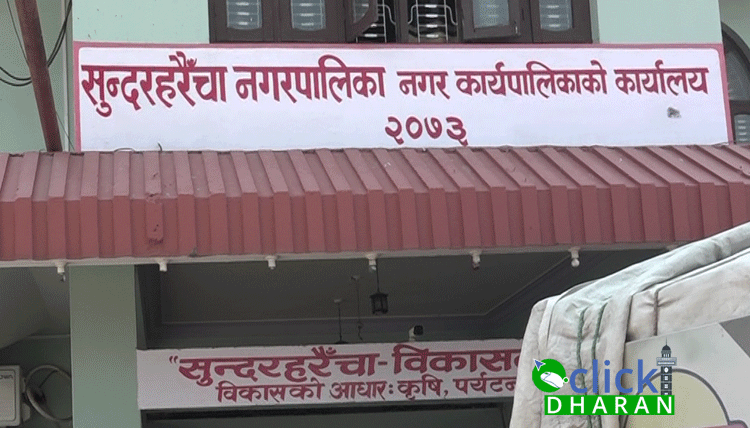 सुन्दरहरैँचा नगरपालिका नगर कार्यपालिकाको कार्यालय
२०७३
“सुन्दरहरैँचा-विकास
विकासको आधार: कृषि, पर्यटन
click
DHARAN